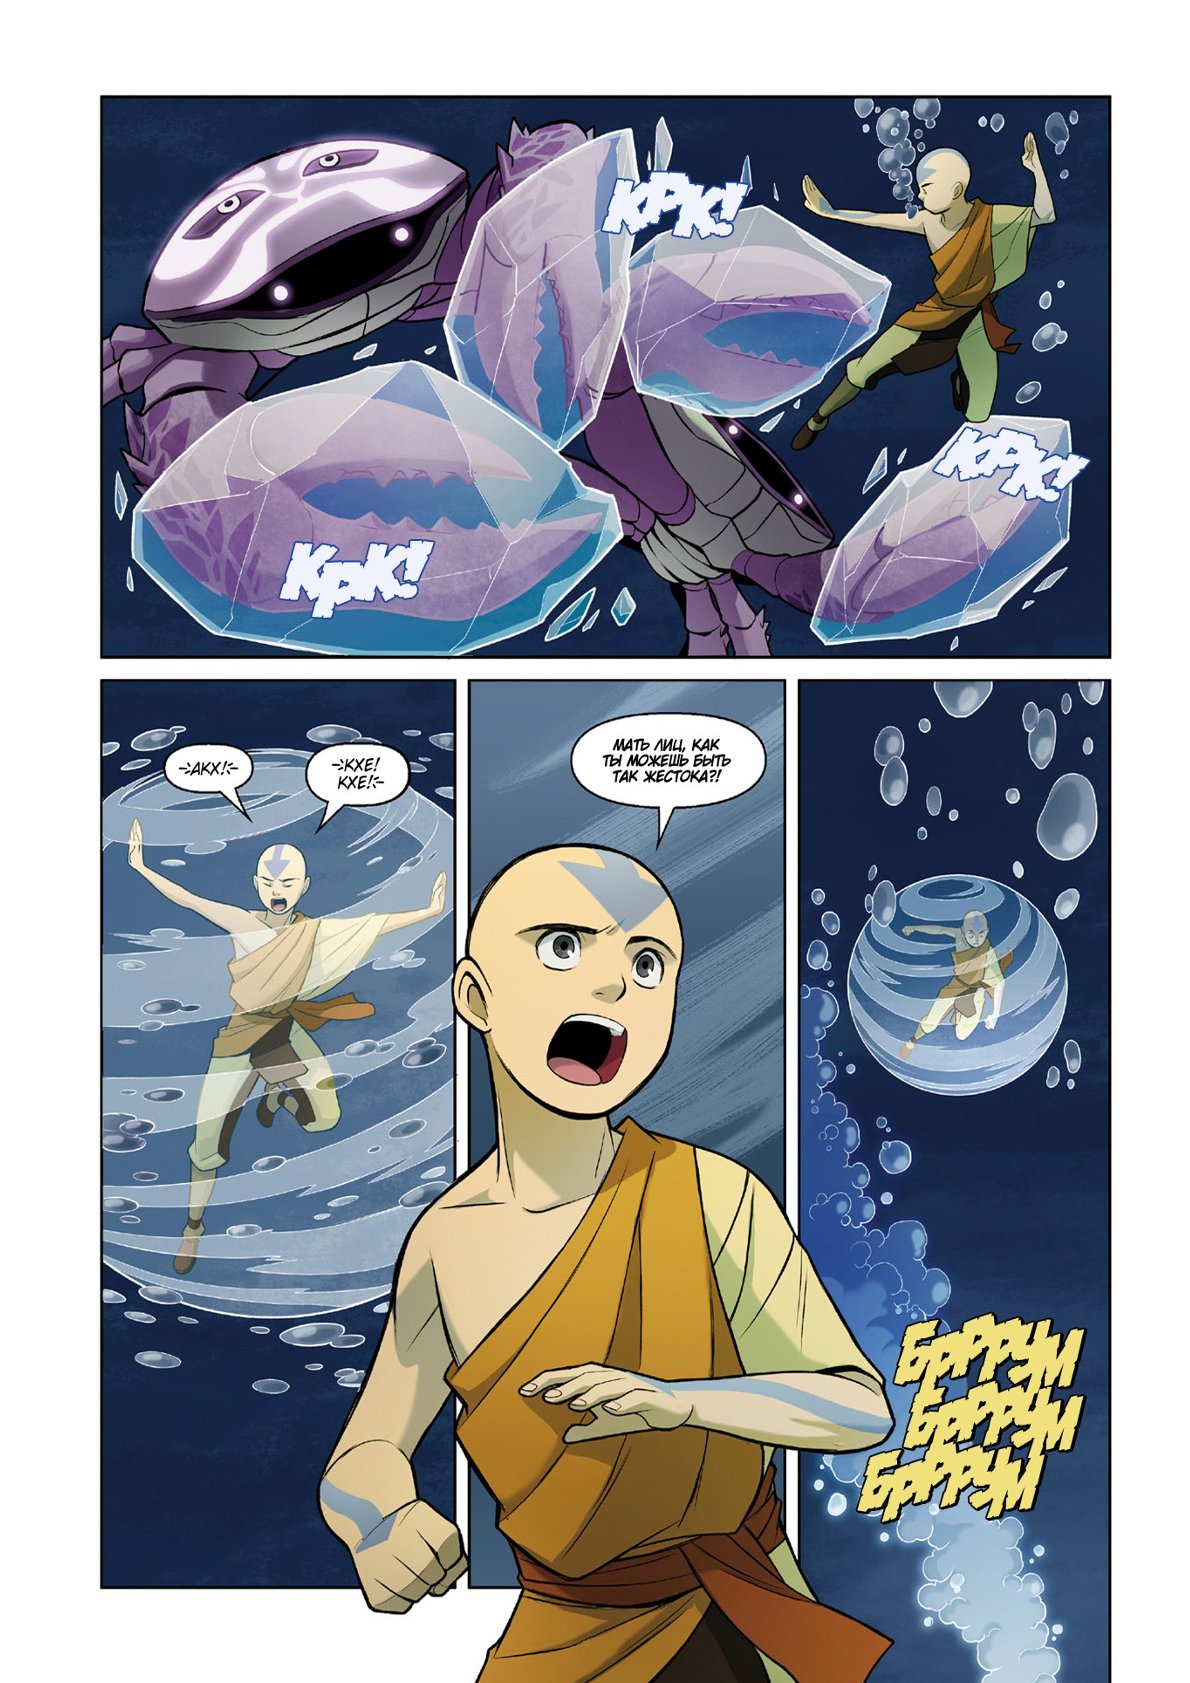 КРК!
КРК!
КРК!
-АКХ!-
-КХЕ!
КХЕ!-
МАТЬ ЛИЦ, КАК
ТЫ МОЖЕШЬ БЫТЬ
ТАК ЖЕСТОКА?!
БРРРУМ
БРРРУМ
БРРРУМ